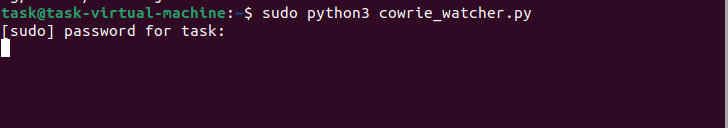 task@task-virtual-machine:~$ sudo python3 cowrie_watcher.py
[sudo] password for task: